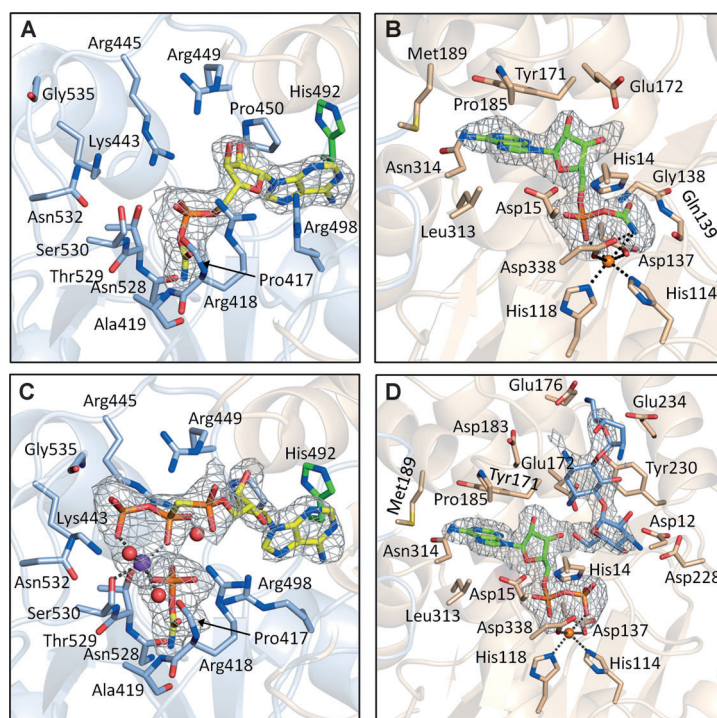 A
Arg445
Arg449
His492
Gly535
Pro450
Lys443
Asn532
Arg498
Ser530
Thr529
Asn528
Pro417
Arg418
Ala419
B
Met189
Tyr171
Glu172
Pro185
Asn314
His14
Gly138
Asp15
Gln139
Leu313
Asp338
Asp137
His118
His114
C
Arg445
Arg449
Gly535
His492
Lys443
Asn532
Arg498
Ser530
Thr529
Pro417
Asn528
Arg418
Ala419
D
Glu176
Glu234
Asp183
Glu172
Tyr230
Met189
Tyr171
Pro185
Asp12
Asn314
His14
Asp228
Leu313
Asp15
Asp338
Asp137
His118
His114